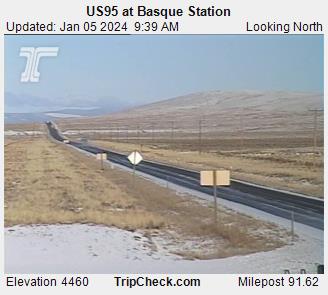 US95 at Basque Station
Updated: Jan 05 2024 9:39 AM Looking North
Elevation 4460 TripCheck.com Milepost 91.62